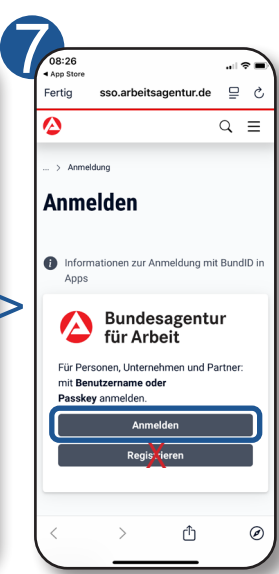 7
08:26
◀ App Store
Fertig sso.arbeitsagentur.de
... > Anmeldung
Anmelden
Informationen zur Anmeldung mit BundID in
Apps
Bundesagentur
für Arbeit
Für Personen, Unternehmen und Partner:
mit Benutzername oder
Passkey anmelden.
Anmelden
Registrieren